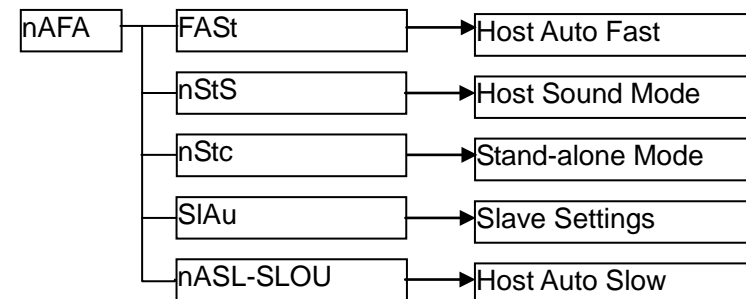 nAFA FASt Host Auto Fast
nStS Host Sound Mode
nStc Stand-alone Mode
SIAu Slave Settings
nASL-SLOU Host Auto Slow